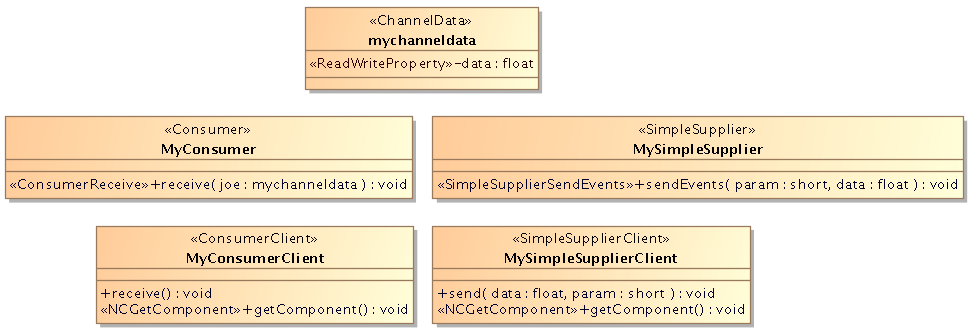 «ChannelData»
mychanneldata
«ReadWriteProperty» -data : float
«Consumer»
MyConsumer
«ConsumerReceive» +receive( joe : mychanneldata ) : void
«SimpleSupplier»
MySimpleSupplier
«SimpleSupplierSendEvents» +sendEvents( param : short, data : float ) : void
«ConsumerClient»
MyConsumerClient
+receive() : void
«NCGetComponent» +getComponent() : void
«SimpleSupplierClient»
MySimpleSupplierClient
+send( data : float, param : short ) : void
«NCGetComponent» +getComponent() : void